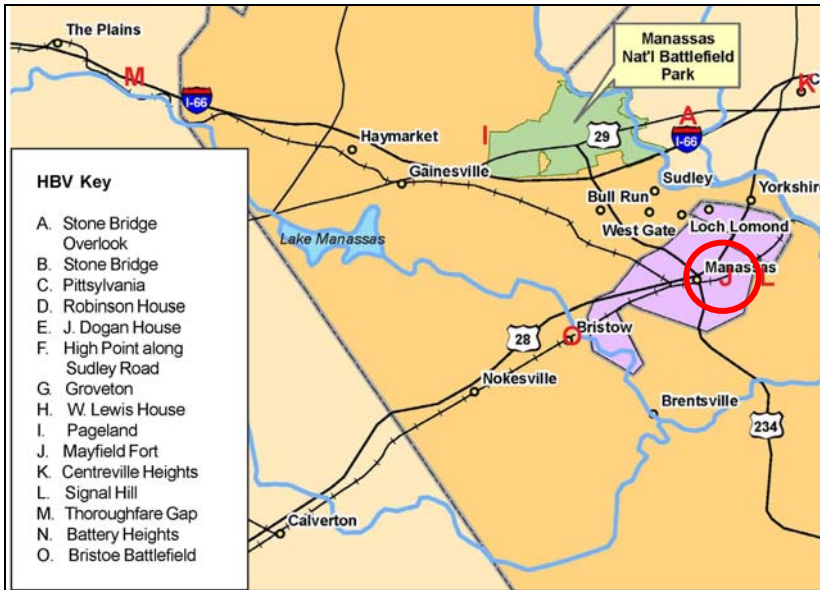 The Plains
M
I-66
Manassas
Nat'l Battlefield
Park
K
C
A
I
Haymarket
29
I-66
Gainesville
Sudley
Yorkshire
Bull Run
West Gate
Loch Lomond
Lake Manassas
Manassas
J
L
Bristow
O
28
Nokesville
Brentsville
234
Calverton
HBV Key
A. Stone Bridge
Overlook
B. Stone Bridge
C. Pittsylvania
D. Robinson House
E. J. Dogan House
F. High Point along
Sudley Road
G. Groveton
H. W. Lewis House
I. Pageland
J. Mayfield Fort
K. Centreville Heights
L. Signal Hill
M. Thoroughfare Gap
N. Battery Heights
O. Bristoe Battlefield